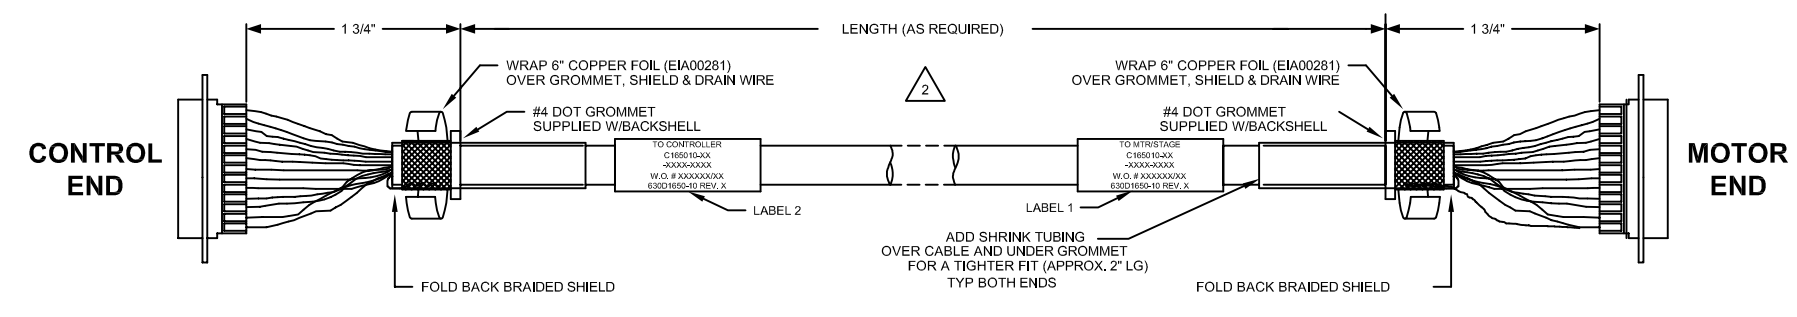 1 3/4"
LENGTH (AS REQUIRED)
1 3/4"
WRAP 6" COPPER FOIL (EIA00281)
OVER GROMMET, SHIELD & DRAIN WIRE
#4 DOT GROMMET
SUPPLIED W/BACKSHELL
2
WRAP 6" COPPER FOIL (EIA00281)
OVER GROMMET, SHIELD & DRAIN WIRE
#4 DOT GROMMET
SUPPLIED W/BACKSHELL
CONTROL
END
TO CONTROLLER
C165010-XX
-XXXX-XXXX
W.O. # XXXXXX/XX
630D1650-10 REV. X
LABEL 2
TO MTR/STAGE
C165010-XX
-XXXX-XXXX
W.O. # XXXXXX/XX
630D1650-10 REV. X
LABEL 1
MOTOR
END
ADD SHRINK TUBING
OVER CABLE AND UNDER GROMMET
FOR A TIGHTER FIT (APPROX. 2" LG)
TYP BOTH ENDS
FOLD BACK BRAIDED SHIELD
FOLD BACK BRAIDED SHIELD